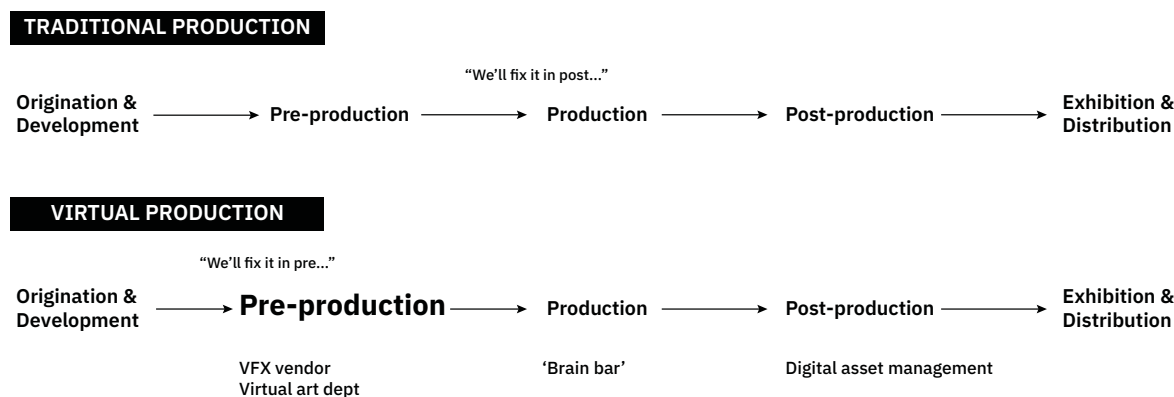 TRADITIONAL PRODUCTION
“We’ll fix it in post...”
Origination &
Development
Pre-production
Production
Post-production
Exhibition &
Distribution
VIRTUAL PRODUCTION
“We’ll fix it in pre...”
Origination &
Development
Pre-production
Production
Post-production
Exhibition &
Distribution
VFX vendor
Virtual art dept
‘Brain bar’
Digital asset management